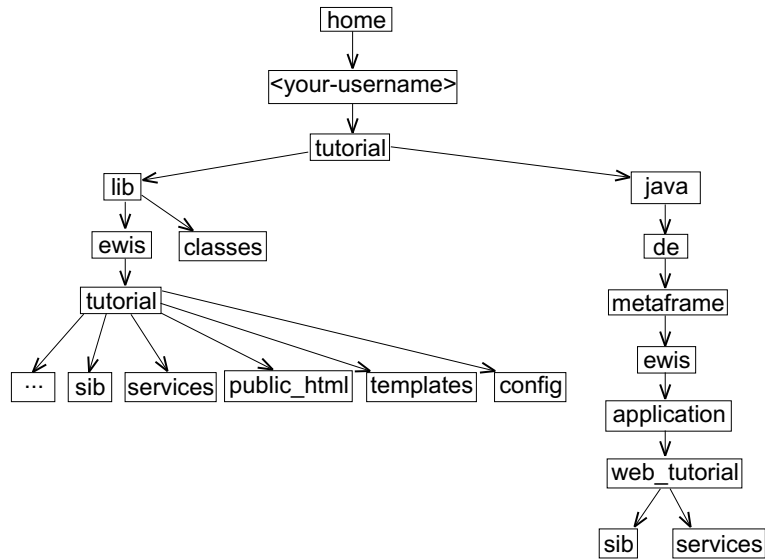 home
<your-username>
tutorial
lib
java
ewis
classes
de
tutorial
metaframe
ewis
...
sib
services
public_html
templates
config
application
web_tutorial
sib
services